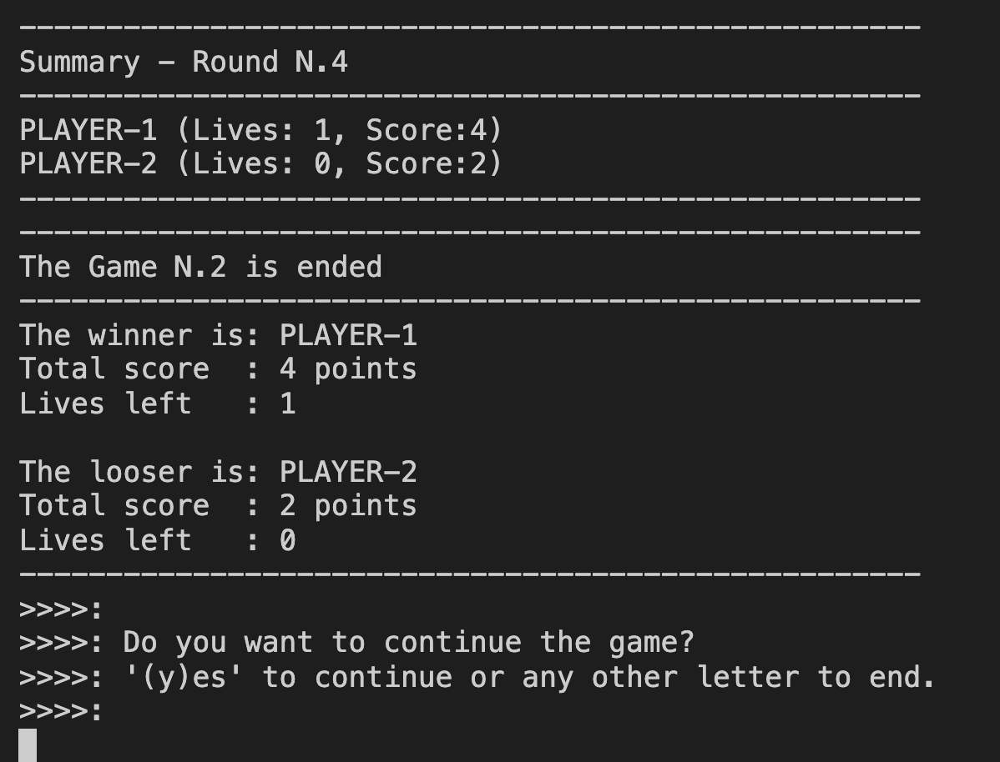 ----------------------------------------------------
Summary - Round N.4
----------------------------------------------------
PLAYER-1 (Lives: 1, Score:4)
PLAYER-2 (Lives: 0, Score:2)
----------------------------------------------------
----------------------------------------------------
The Game N.2 is ended
----------------------------------------------------
The winner is: PLAYER-1
Total score  : 4 points
Lives left   : 1

The looser is: PLAYER-2
Total score  : 2 points
Lives left   : 0
----------------------------------------------------
>>>>:
>>>>: Do you want to continue the game?
>>>>: '(y)es' to continue or any other letter to end.
>>>>: